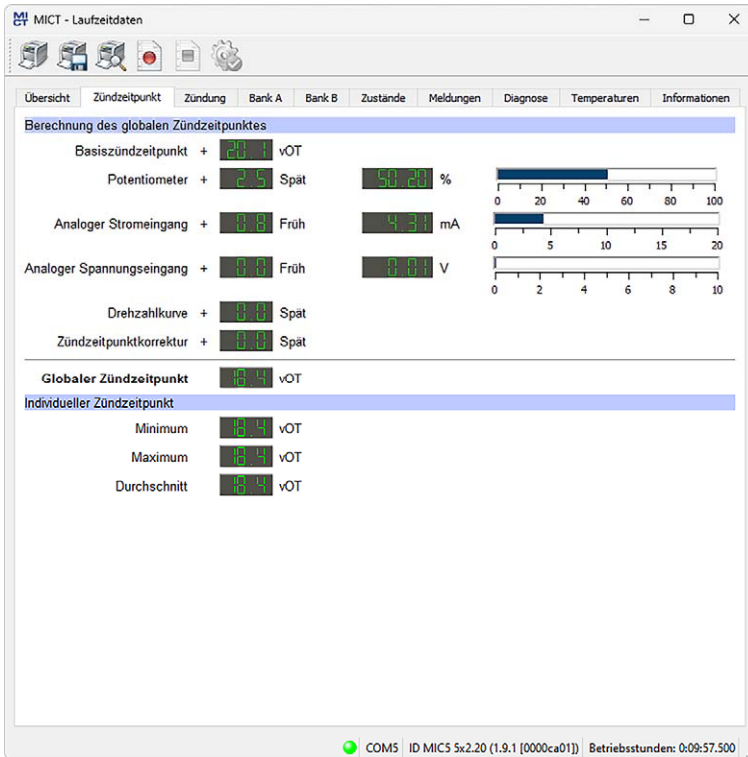 MICT - Laufzeitdaten
Übersicht Zündzeitpunkt Zündung Bank A Bank B Zustände Meldungen Diagnose Temperaturen Informationen
Berechnung des globalen Zündzeitpunktes
Basiszündzeitpunkt + 20.1 vOT
Potentiometer + 2.5 Spät 50.20 %
0 20 40 60 80 100
Analoger Stromeingang + 0.8 Früh 4.31 mA
0 5 10 15 20
Analoger Spannungseingang + 0.0 Früh 0.01 V
0 2 4 6 8 10
Drehzahlkurve + 0.0 Spät
Zündzeitpunktkorrektur + 0.0 Spät
Globaler Zündzeitpunkt 18.4 vOT
Individueller Zündzeitpunkt
Minimum 18.4 vOT
Maximum 18.4 vOT
Durchschnitt 18.4 vOT
COM5 ID MIC5 5x2.20 (1.9.1 [0000ca01]) Betriebsstunden: 0:09:57.500